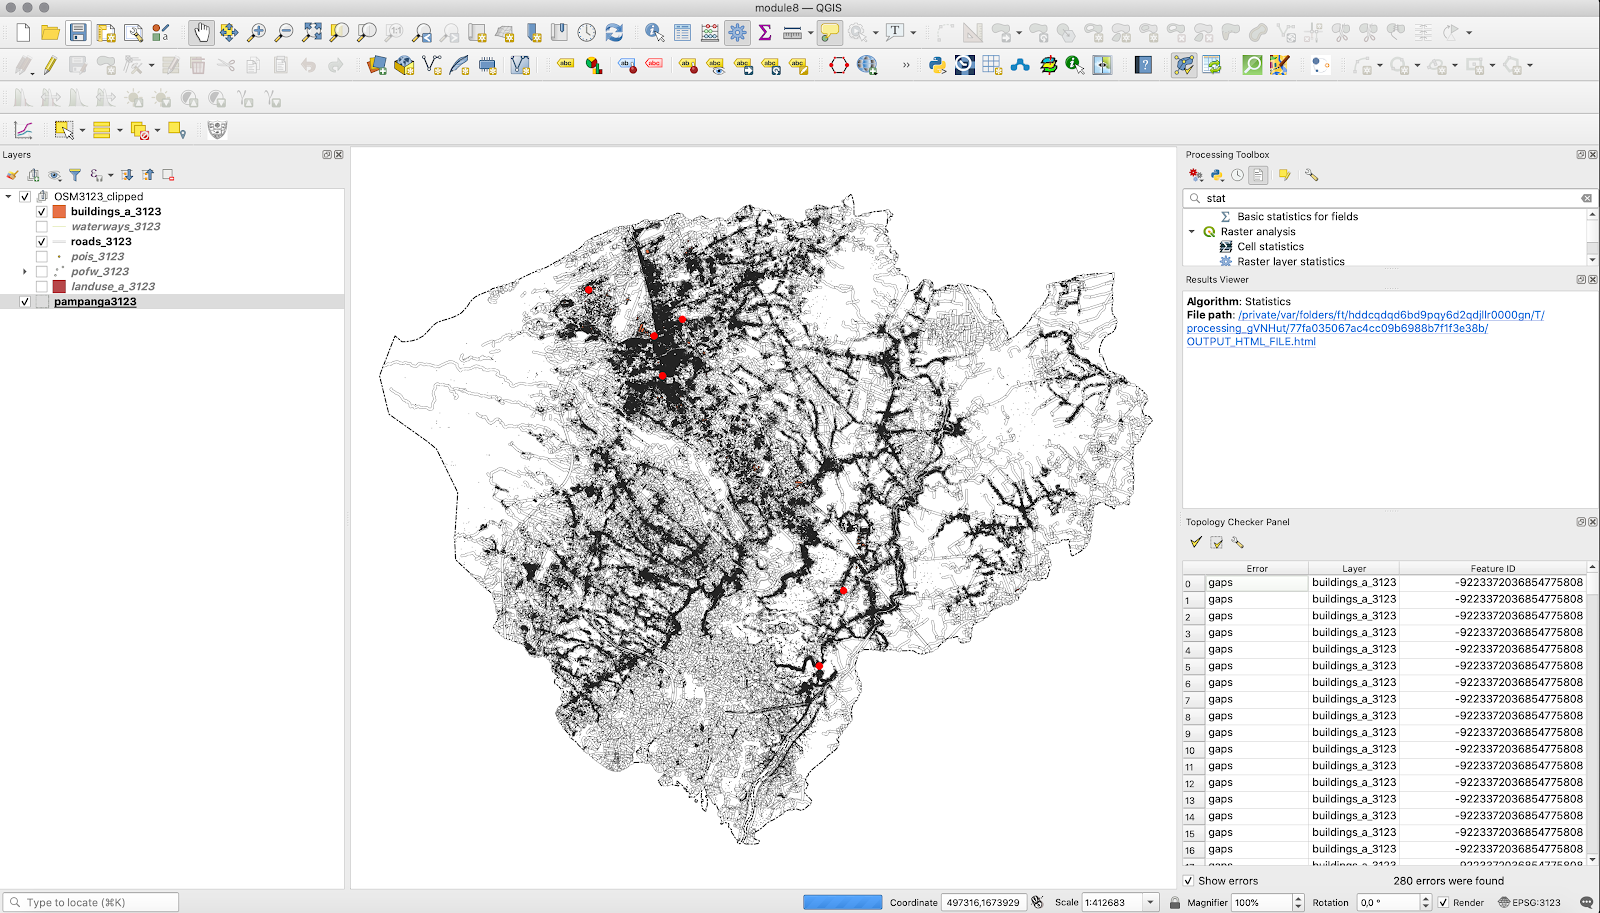 module8 — QGIS
Layers
OSM3123_clipped
buildings_a_3123
waterways_3123
roads_3123
pois_3123
pofw_3123
landuse_a_3123
pampanga3123
Processing Toolbox
stat
Basic statistics for fields
Raster analysis
Cell statistics
Raster layer statistics
Results Viewer
Algorithm: Statistics
File path: /private/var/folders/ft/hddcqdqd6bd9pqy6d2qdjllr0000gn/T/
processing_gVNHut/77fa035067ac4cc09b6988b7f1f3e38b/
OUTPUT_HTML_FILE.html
Topology Checker Panel
Error Layer Feature ID
0 gaps buildings_a_3123 -9223372036854775808
1 gaps buildings_a_3123 -9223372036854775808
2 gaps buildings_a_3123 -9223372036854775808
3 gaps buildings_a_3123 -9223372036854775808
4 gaps buildings_a_3123 -9223372036854775808
5 gaps buildings_a_3123 -9223372036854775808
6 gaps buildings_a_3123 -9223372036854775808
7 gaps buildings_a_3123 -9223372036854775808
8 gaps buildings_a_3123 -9223372036854775808
9 gaps buildings_a_3123 -9223372036854775808
10 gaps buildings_a_3123 -9223372036854775808
11 gaps buildings_a_3123 -9223372036854775808
12 gaps buildings_a_3123 -9223372036854775808
13 gaps buildings_a_3123 -9223372036854775808
14 gaps buildings_a_3123 -9223372036854775808
15 gaps buildings_a_3123 -9223372036854775808
16 gaps buildings_a_3123 -9223372036854775808
Show errors 280 errors were found
Type to locate (⌘K) Coordinate 497316,1673929 Scale 1:412683 Magnifier 100% Rotation 0,0 ° Render EPSG:3123